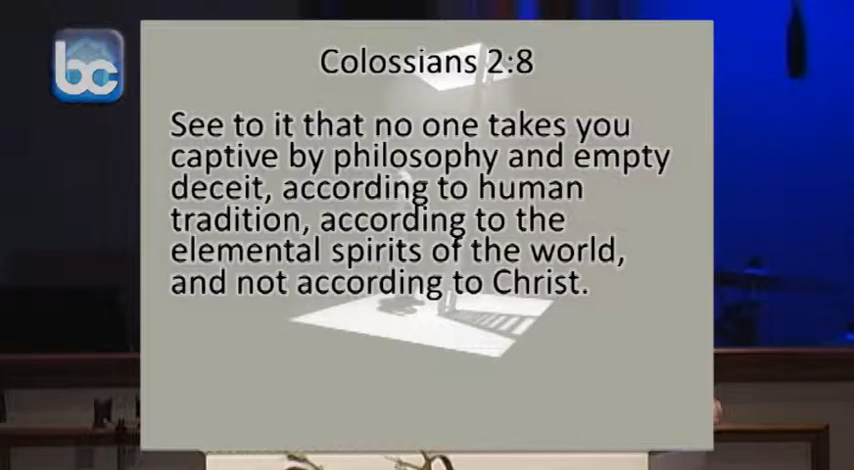 bc
Colossians 2:8
See to it that no one takes you
captive by philosophy and empty
deceit, according to human
tradition, according to the
elemental spirits of the world,
and not according to Christ.